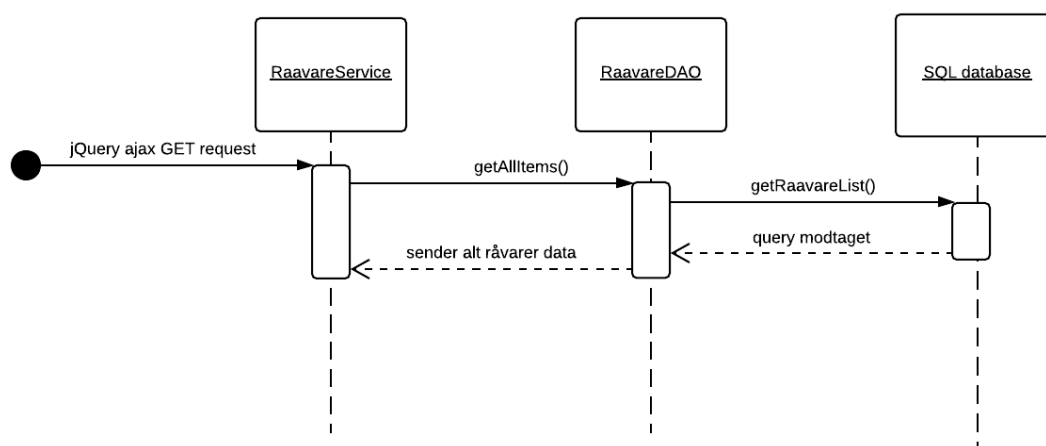 RaavareService
RaavareDAO
SQL database
jQuery ajax GET request
getAllItems()
getRaavareList()
query modtaget
sender alt råvarer data